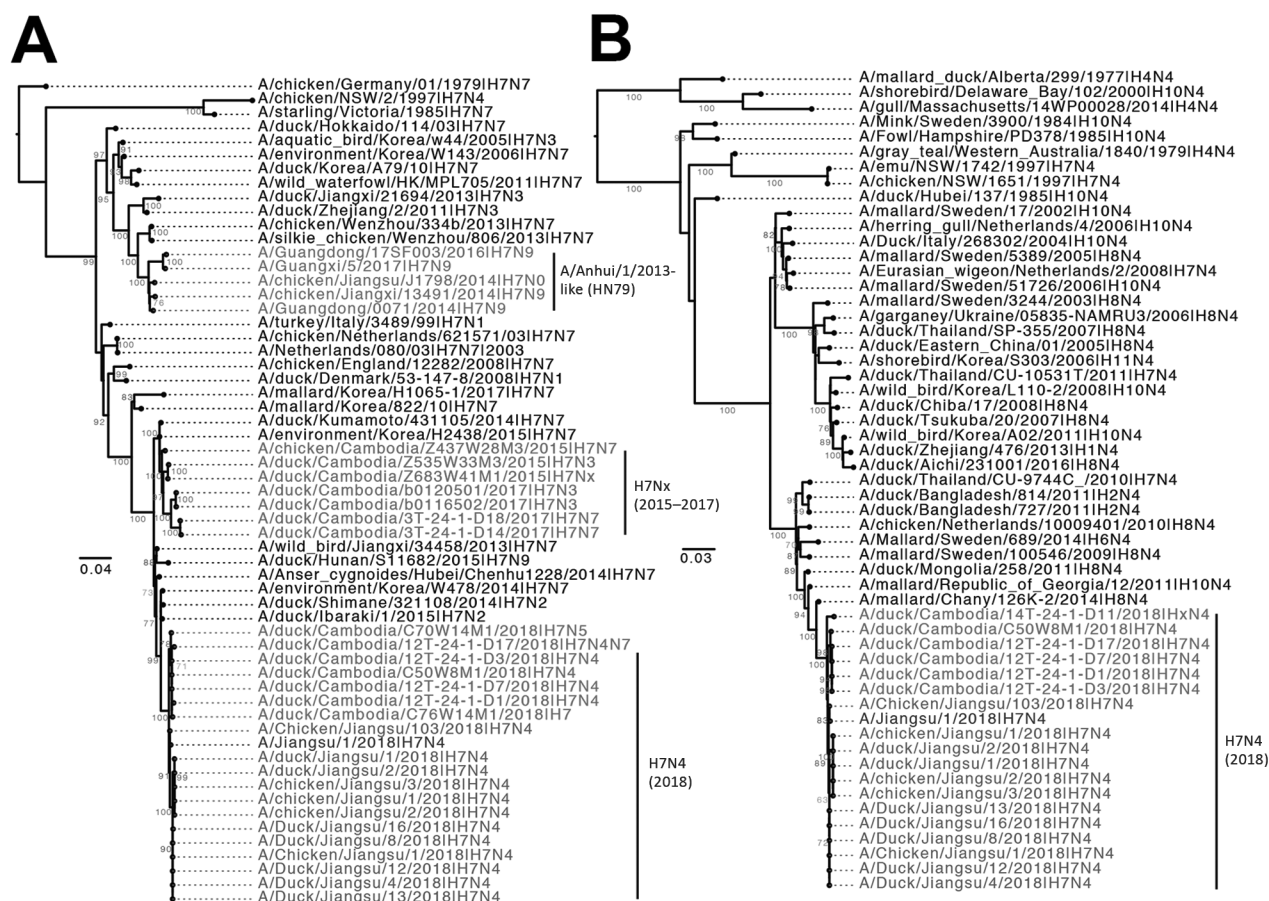 A
A/chicken/Germany/01/1979|H7N7
A/chicken/NSW/2/1997|H7N4
A/starling/Victoria/1985|H7N7
A/duck/Hokkaido/114/03|H7N7
A/aquatic_bird/Korea/w44/2005|H7N3
A/environment/Korea/W143/2006|H7N7
A/duck/Korea/A79/10|H7N7
A/wild_waterfowl/HK/MPL705/2011|H7N7
A/duck/Jiangxi/21694/2013|H7N3
A/duck/Zhejiang/2/2011|H7N3
A/chicken/Wenzhou/334b/2013|H7N7
A/silkie_chicken/Wenzhou/806/2013|H7N7
A/Guangdong/17SF003/2016|H7N9
A/Guangxi/5/2017|H7N9
A/chicken/Jiangsu/J1798/2014|H7N0
A/chicken/Jiangxi/13491/2014|H7N9
A/Guangdong/0071/2014|H7N9
A/Anhui/1/2013-
like (HN79)
A/turkey/Italy/3489/99|H7N1
A/chicken/Netherlands/621571/03|H7N7
A/Netherlands/080/03|H7N7|2003
A/chicken/England/12282/2008|H7N7
A/duck/Denmark/53-147-8/2008|H7N1
A/mallard/Korea/H1065-1/2017|H7N7
A/mallard/Korea/822/10|H7N7
A/duck/Kumamoto/431105/2014|H7N7
A/environment/Korea/H2438/2015|H7N7
A/chicken/Cambodia/Z437W28M3/2015|H7N7
A/duck/Cambodia/Z535W33M3/2015|H7N3
A/duck/Cambodia/Z683W41M1/2015|H7Nx
A/duck/Cambodia/b0120501/2017|H7N3
A/duck/Cambodia/b0116502/2017|H7N3
A/duck/Cambodia/3T-24-1-D18/2017|H7N7
A/duck/Cambodia/3T-24-1-D14/2017|H7N7
H7Nx
(2015–2017)
A/wild_bird/Jiangxi/34458/2013|H7N7
A/duck/Hunan/S11682/2015|H7N9
A/Anser_cygnoides/Hubei/Chenhu1228/2014|H7N7
A/environment/Korea/W478/2014|H7N7
A/duck/Shimane/321108/2014|H7N2
A/duck/Ibaraki/1/2015|H7N2
A/duck/Cambodia/C70W14M1/2018|H7N5
A/duck/Cambodia/12T-24-1-D17/2018|H7N4N7
A/duck/Cambodia/12T-24-1-D3/2018|H7N4
A/duck/Cambodia/C50W8M1/2018|H7N4
A/duck/Cambodia/12T-24-1-D7/2018|H7N4
A/duck/Cambodia/12T-24-1-D1/2018|H7N4
A/duck/Cambodia/C76W14M1/2018|H7
A/Chicken/Jiangsu/103/2018|H7N4
A/Jiangsu/1/2018|H7N4
A/duck/Jiangsu/1/2018|H7N4
A/duck/Jiangsu/2/2018|H7N4
A/chicken/Jiangsu/3/2018|H7N4
A/chicken/Jiangsu/1/2018|H7N4
A/chicken/Jiangsu/2/2018|H7N4
A/Duck/Jiangsu/16/2018|H7N4
A/Duck/Jiangsu/8/2018|H7N4
A/Chicken/Jiangsu/1/2018|H7N4
A/Duck/Jiangsu/12/2018|H7N4
A/Duck/Jiangsu/4/2018|H7N4
A/Duck/Jiangsu/13/2018|H7N4
H7N4
(2018)
0.04
B
A/mallard_duck/Alberta/299/1977|H4N4
A/shorebird/Delaware_Bay/102/2000|H10N4
A/gull/Massachusetts/14WP00028/2014|H4N4
A/Mink/Sweden/3900/1984|H10N4
A/Fowl/Hampshire/PD378/1985|H10N4
A/gray_teal/Western_Australia/1840/1979|H4N4
A/emu/NSW/1742/1997|H7N4
A/chicken/NSW/1651/1997|H7N4
A/duck/Hubei/137/1985|H10N4
A/mallard/Sweden/17/2002|H10N4
A/herring_gull/Netherlands/4/2006|H10N4
A/Duck/Italy/268302/2004|H10N4
A/mallard/Sweden/5389/2005|H8N4
A/Eurasian_wigeon/Netherlands/2/2008|H7N4
A/mallard/Sweden/51726/2006|H10N4
A/mallard/Sweden/3244/2003|H8N4
A/garganey/Ukraine/05835-NAMRU3/2006|H8N4
A/duck/Thailand/SP-355/2007|H8N4
A/duck/Eastern_China/01/2005|H8N4
A/shorebird/Korea/S303/2006|H11N4
A/duck/Thailand/CU-10531T/2011|H7N4
A/wild_bird/Korea/L110-2/2008|H10N4
A/duck/Chiba/17/2008|H8N4
A/duck/Tsukuba/20/2007|H8N4
A/wild_bird/Korea/A02/2011|H10N4
A/duck/Zhejiang/476/2013|H1N4
A/duck/Aichi/231001/2016|H8N4
A/duck/Thailand/CU-9744C_/2010|H7N4
A/duck/Bangladesh/814/2011|H2N4
A/duck/Bangladesh/727/2011|H2N4
A/chicken/Netherlands/10009401/2010|H8N4
A/Mallard/Sweden/689/2014|H6N4
A/mallard/Sweden/100546/2009|H8N4
A/duck/Mongolia/258/2011|H8N4
A/mallard/Republic_of_Georgia/12/2011|H10N4
A/mallard/Chany/126K-2/2014|H8N4
A/duck/Cambodia/14T-24-1-D11/2018|HxN4
A/duck/Cambodia/C50W8M1/2018|H7N4
A/duck/Cambodia/12T-24-1-D17/2018|H7N4
A/duck/Cambodia/12T-24-1-D7/2018|H7N4
A/duck/Cambodia/12T-24-1-D1/2018|H7N4
A/duck/Cambodia/12T-24-1-D3/2018|H7N4
A/Chicken/Jiangsu/103/2018|H7N4
A/Jiangsu/1/2018|H7N4
A/chicken/Jiangsu/1/2018|H7N4
A/duck/Jiangsu/2/2018|H7N4
A/duck/Jiangsu/1/2018|H7N4
A/chicken/Jiangsu/2/2018|H7N4
A/chicken/Jiangsu/3/2018|H7N4
A/Duck/Jiangsu/13/2018|H7N4
A/Duck/Jiangsu/16/2018|H7N4
A/Duck/Jiangsu/8/2018|H7N4
A/Chicken/Jiangsu/1/2018|H7N4
A/Duck/Jiangsu/12/2018|H7N4
A/Duck/Jiangsu/4/2018|H7N4
H7N4
(2018)
0.03